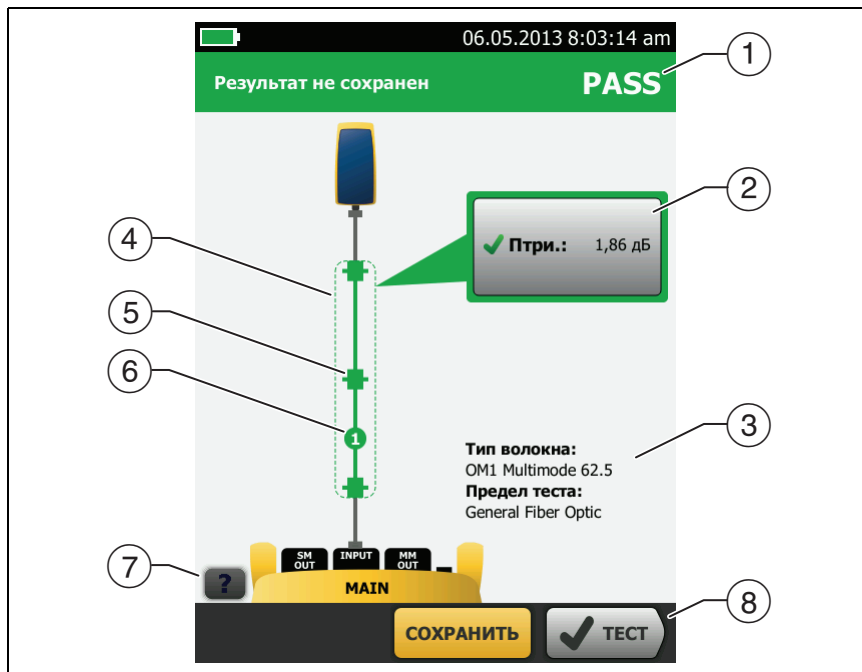 06.05.2013 8:03:14 am
Результат не сохранен
PASS
1
2
Птри.:
1,86 дБ
4
5
6
1
3
Тип волокна:
OM1 Multimode 62.5
Предел теста:
General Fiber Optic
7
?
SM OUT
INPUT
MM OUT
MAIN
СОХРАНИТЬ
ТЕСТ
8